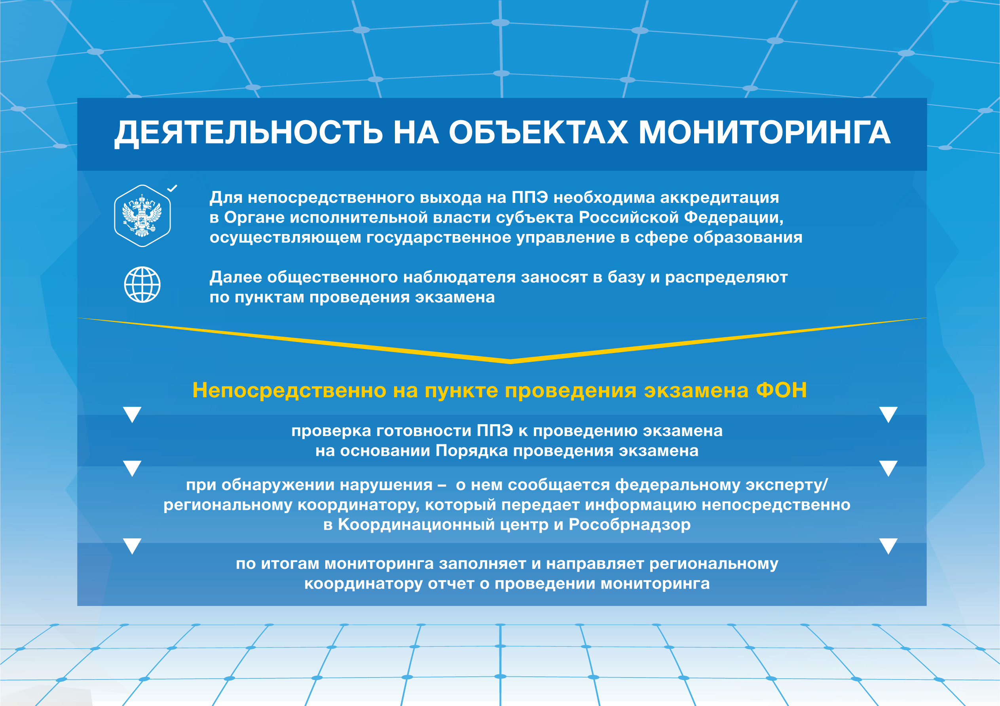 ДЕЯТЕЛЬНОСТЬ НА ОБЪЕКТАХ МОНИТОРИНГА
Для непосредственного выхода на ППЭ необходима аккредитация
в Органе исполнительной власти субъекта Российской Федерации,
осуществляющем государственное управление в сфере образования
Далее общественного наблюдателя заносят в базу и распределяют
по пунктам проведения экзамена
Непосредственно на пункте проведения экзамена ФОН
проверка готовности ППЭ к проведению экзамена
на основании Порядка проведения экзамена
при обнаружении нарушения – о нем сообщается федеральному эксперту/
региональному координатору, который передает информацию непосредственно
в Координационный центр и Рособрнадзор
по итогам мониторинга заполняет и направляет региональному
координатору отчет о проведении мониторинга